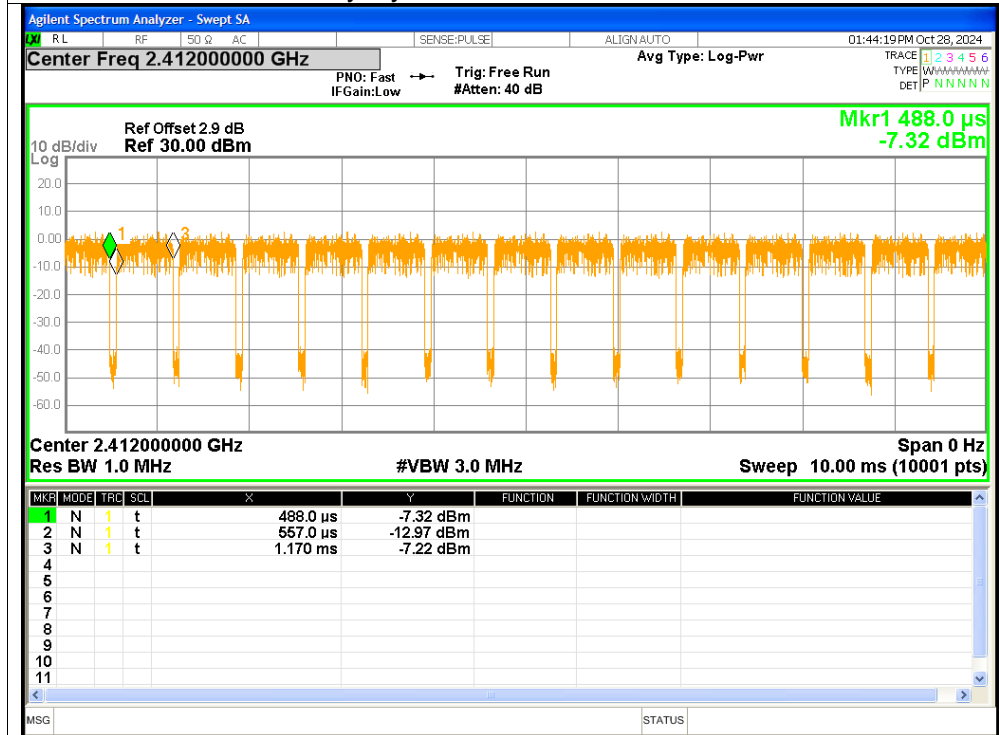 Agilent Spectrum Analyzer - Swept SA
LXI RL RF 50 Ω AC SENSE:PULSE ALIGNAUTO 01:44:19PM Oct 28, 2024
Center Freq 2.412000000 GHz Avg Type: Log-Pwr TRACE 1 2 3 4 5 6
PNO: Fast Trig: Free Run TYPE W
IFGain:Low #Atten: 40 dB DET P N N N N N
Mkr1 488.0 µs
Ref Offset 2.9 dB
10 dB/div Ref 30.00 dBm -7.32 dBm
Log
20.0
10.0
1 3
0.00
-10.0
-20.0
-30.0
-40.0
-50.0
-60.0
Center 2.412000000 GHz Span 0 Hz
Res BW 1.0 MHz #VBW 3.0 MHz Sweep 10.00 ms (10001 pts)
MKR MODE TRC SCL X Y FUNCTION FUNCTION WIDTH FUNCTION VALUE
1 N 1 t 488.0 µs -7.32 dBm
2 N 1 t 557.0 µs -12.97 dBm
3 N 1 t 1.170 ms -7.22 dBm
4
5
6
7
8
9
10
11
MSG STATUS